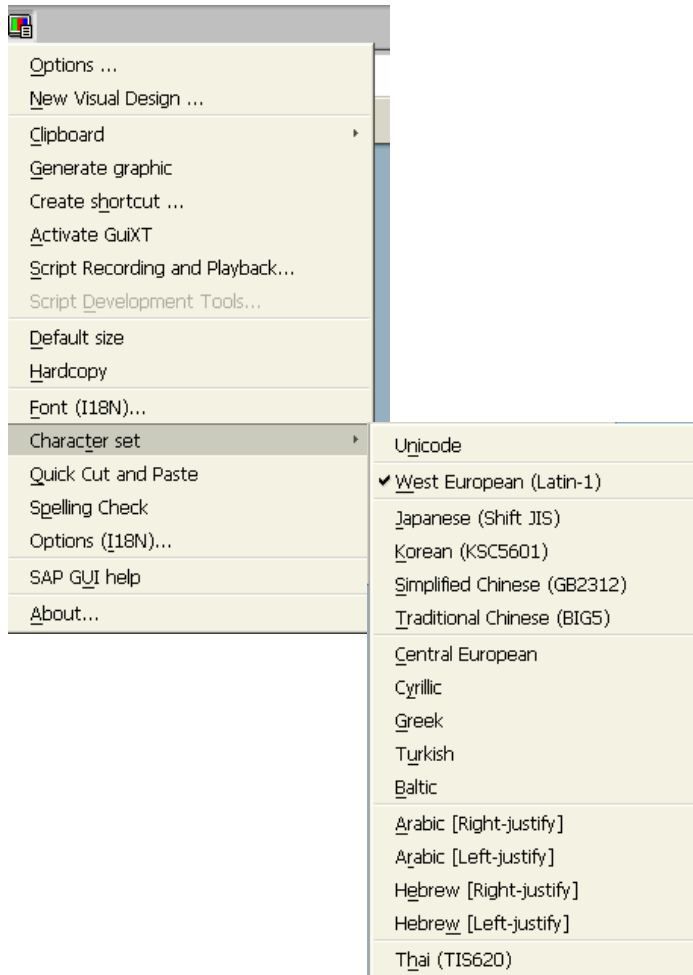 Options ...
New Visual Design ...
Clipboard
Generate graphic
Create shortcut ...
Activate GuiXT
Script Recording and Playback...
Script Development Tools...
Default size
Hardcopy
Font (I18N)...
Character set
Quick Cut and Paste
Spelling Check
Options (I18N)...
SAP GUI help
About...
Unicode
West European (Latin-1)
Japanese (Shift JIS)
Korean (KSC5601)
Simplified Chinese (GB2312)
Traditional Chinese (BIG5)
Central European
Cyrillic
Greek
Turkish
Baltic
Arabic [Right-justify]
Arabic [Left-justify]
Hebrew [Right-justify]
Hebrew [Left-justify]
Thai (TIS620)